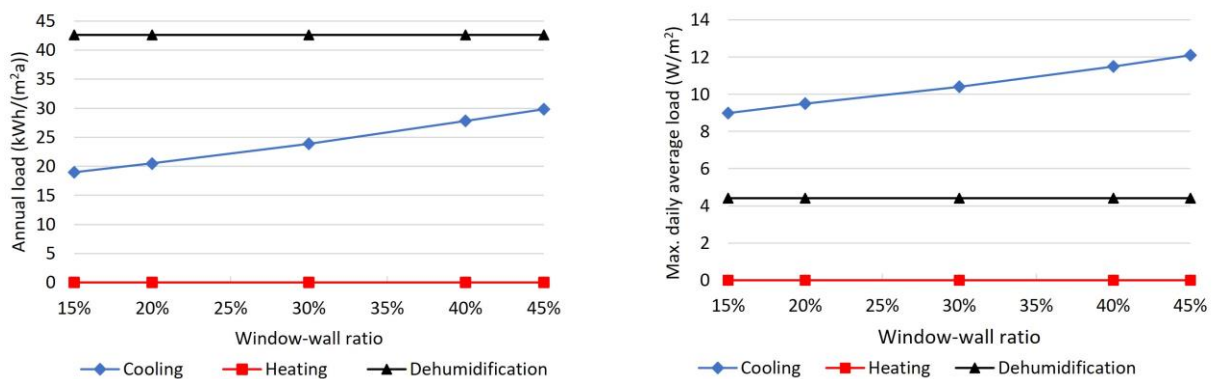 Annual load (kWh/(m²a))
45
40
35
30
25
20
15
10
5
0
15% 20% 25% 30% 35% 40% 45%
Window-wall ratio
Cooling Heating Dehumidification
Max. daily average load (W/m²)
14
12
10
8
6
4
2
0
15% 20% 25% 30% 35% 40% 45%
Window-wall ratio
Cooling Heating Dehumidification